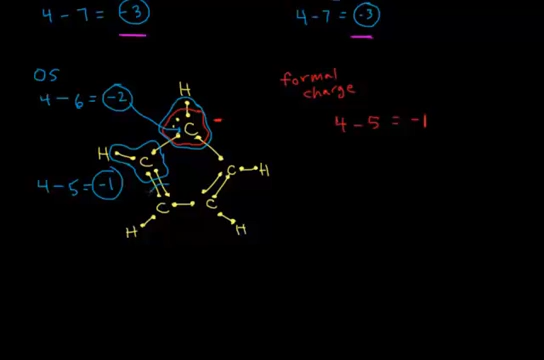 4 - 7 = -3
4 - 7 = -3
OS
4 - 6 = -2
formal
charge
4 - 5 = -1
H
C
-
H
C
C
H
4 - 5 = -1
C
C
H
H